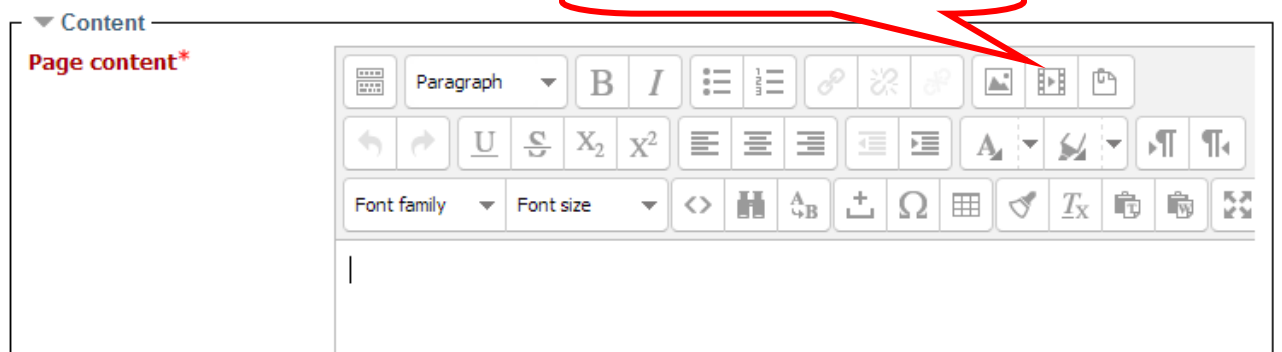 Content
Page content*
Paragraph B I
U S X₂ X²
Font family Font size